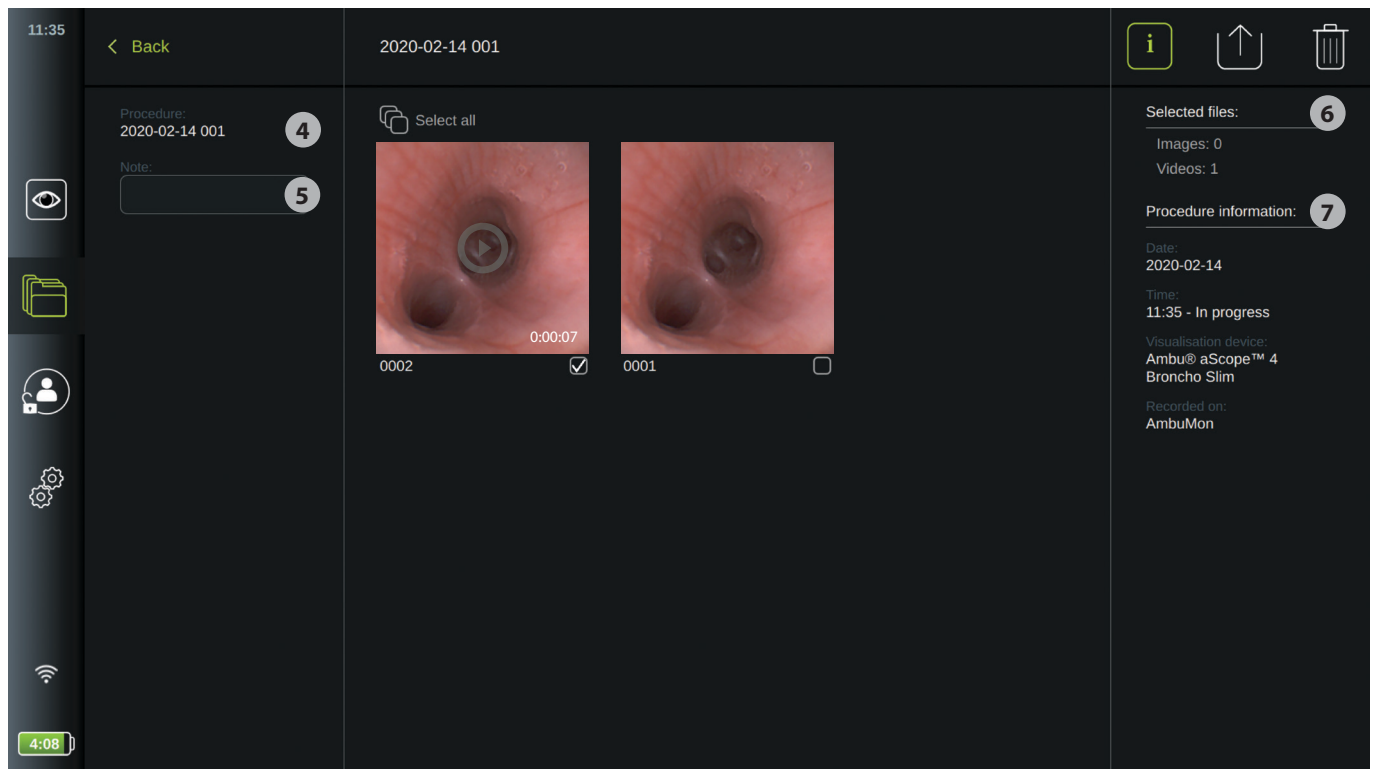 11:35
Back
2020-02-14 001
i
Procedure:
2020-02-14 001
4
Note:
5
Select all
0:00:07
0002
0001
Selected files:
6
Images: 0
Videos: 1
Procedure information:
7
Date:
2020-02-14
Time:
11:35 - In progress
Visualisation device:
Ambu® aScope™ 4
Broncho Slim
Recorded on:
AmbuMon
4:08